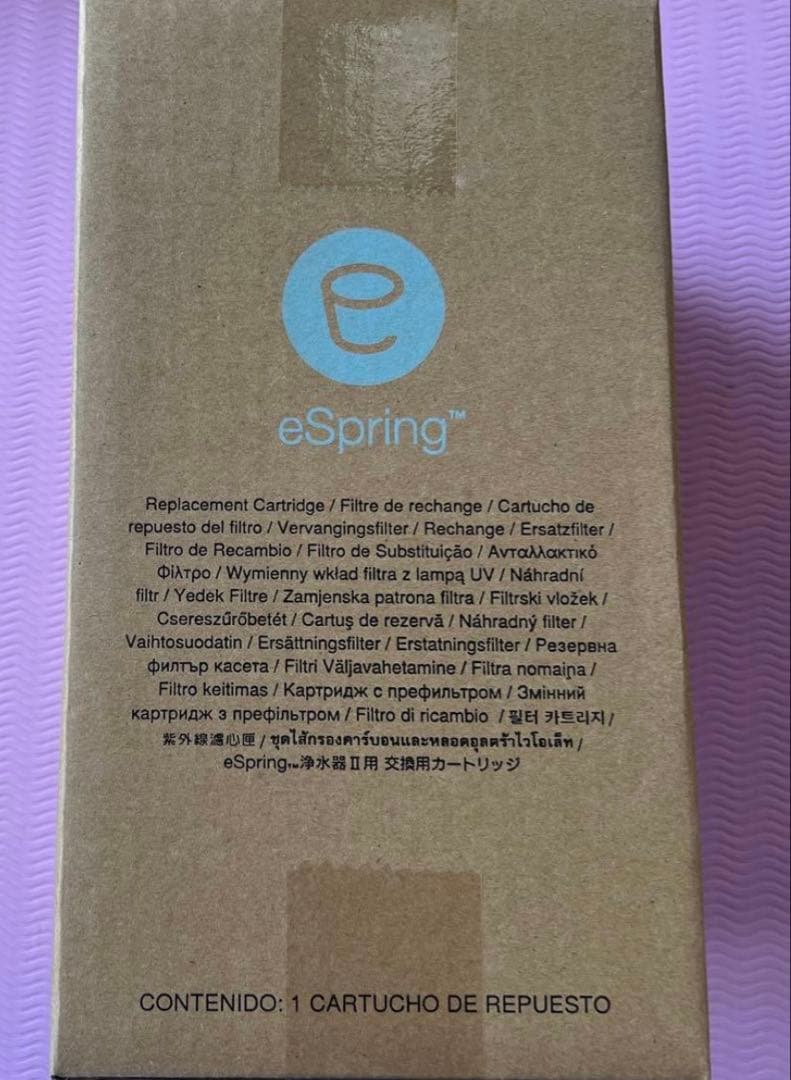 eSpring™
Replacement Cartridge / Filtre de rechange / Cartucho de
repuesto del filtro / Vervangingsfilter / Rechange / Ersatzfilter /
Filtro de Recambio / Filtro de Substituição / Ανταλλακτικό
Φίλτρο / Wymienny wkład filtra z lampą UV / Náhradní
filtr / Yedek Filtre / Zamjenska patrona filtra / Filtrski vložek /
Csereszűrőbetét / Cartuş de rezervă / Náhradný filter /
Vaihtosuodatin / Ersättningsfilter / Erstatningsfilter / Резервна
филтър касета / Filtri Väljavahetamine / Filtra nomaiņa /
Filtro keitimas / Картридж с префильтром / Змінний
картридж з префільтром / Filtro di ricambio / 필터 카트리지 /
紫外線濾心匣 / ชุดไส้กรองคาร์บอนและหลอดอุลตร้าไวโอเล็ท /
eSpring™浄水器Ⅱ用 交換用カートリッジ
CONTENIDO: 1 CARTUCHO DE REPUESTO